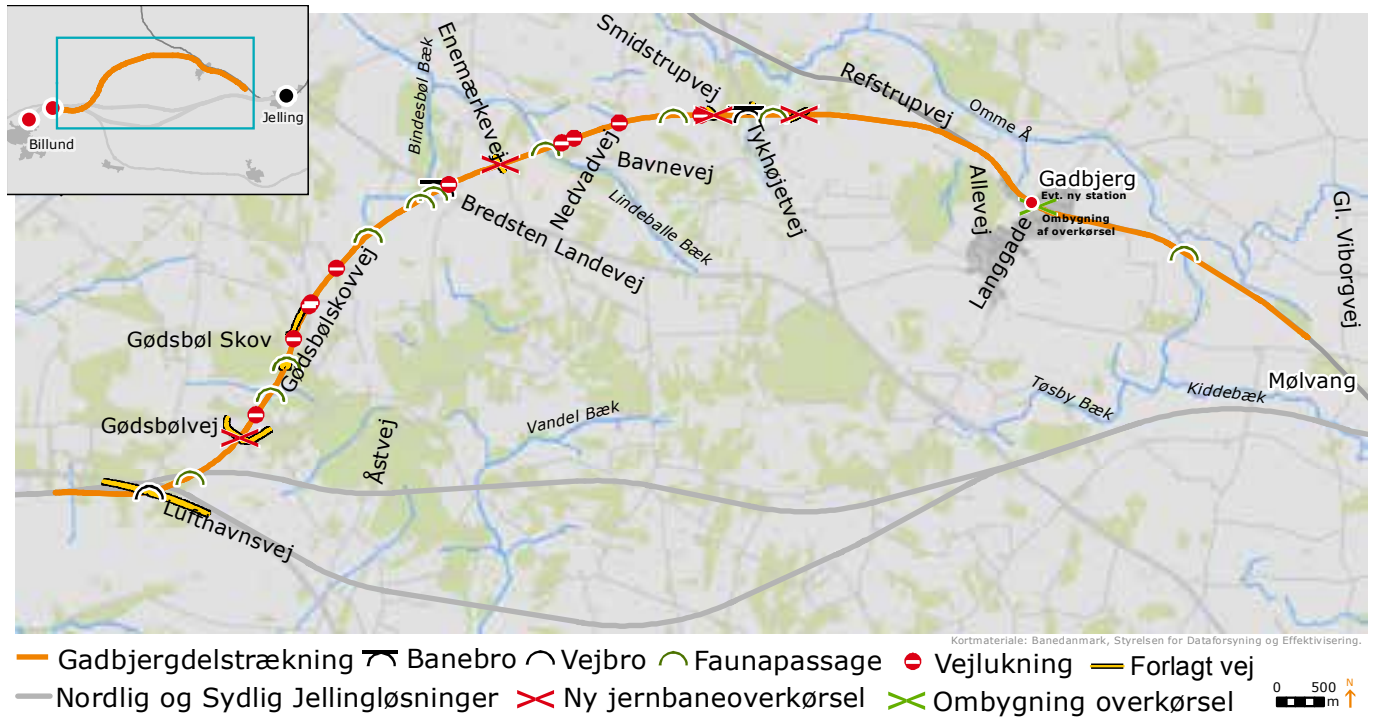 Billund
Jelling
Bindesbøl Bæk
Enemærkevej
Smidstrupvej
Refstrupvej
Omme Å
Tykhøjetvej
Bavnevej
Nedvadvej
Lindeballe Bæk
Bredsten Landevej
Allevej
Gadbjerg
Evt. ny station
Ombygning
af overkørsel
Langgade
Gl. Viborgvej
Gødsbølskovvej
Gødsbøl Skov
Gødsbølvej
Åstvej
Vandel Bæk
Tøsby Bæk
Kiddebæk
Mølvang
Lufthavnsvej
Kortmateriale: Banedanmark, Styrelsen for Dataforsyning og Effektivisering.
Gadbjergdelstrækning Banebro Vejbro Faunapassage Vejlukning Forlagt vej
Nordlig og Sydlig Jellingløsninger Ny jernbaneoverkørsel Ombygning overkørsel
0 500 m N